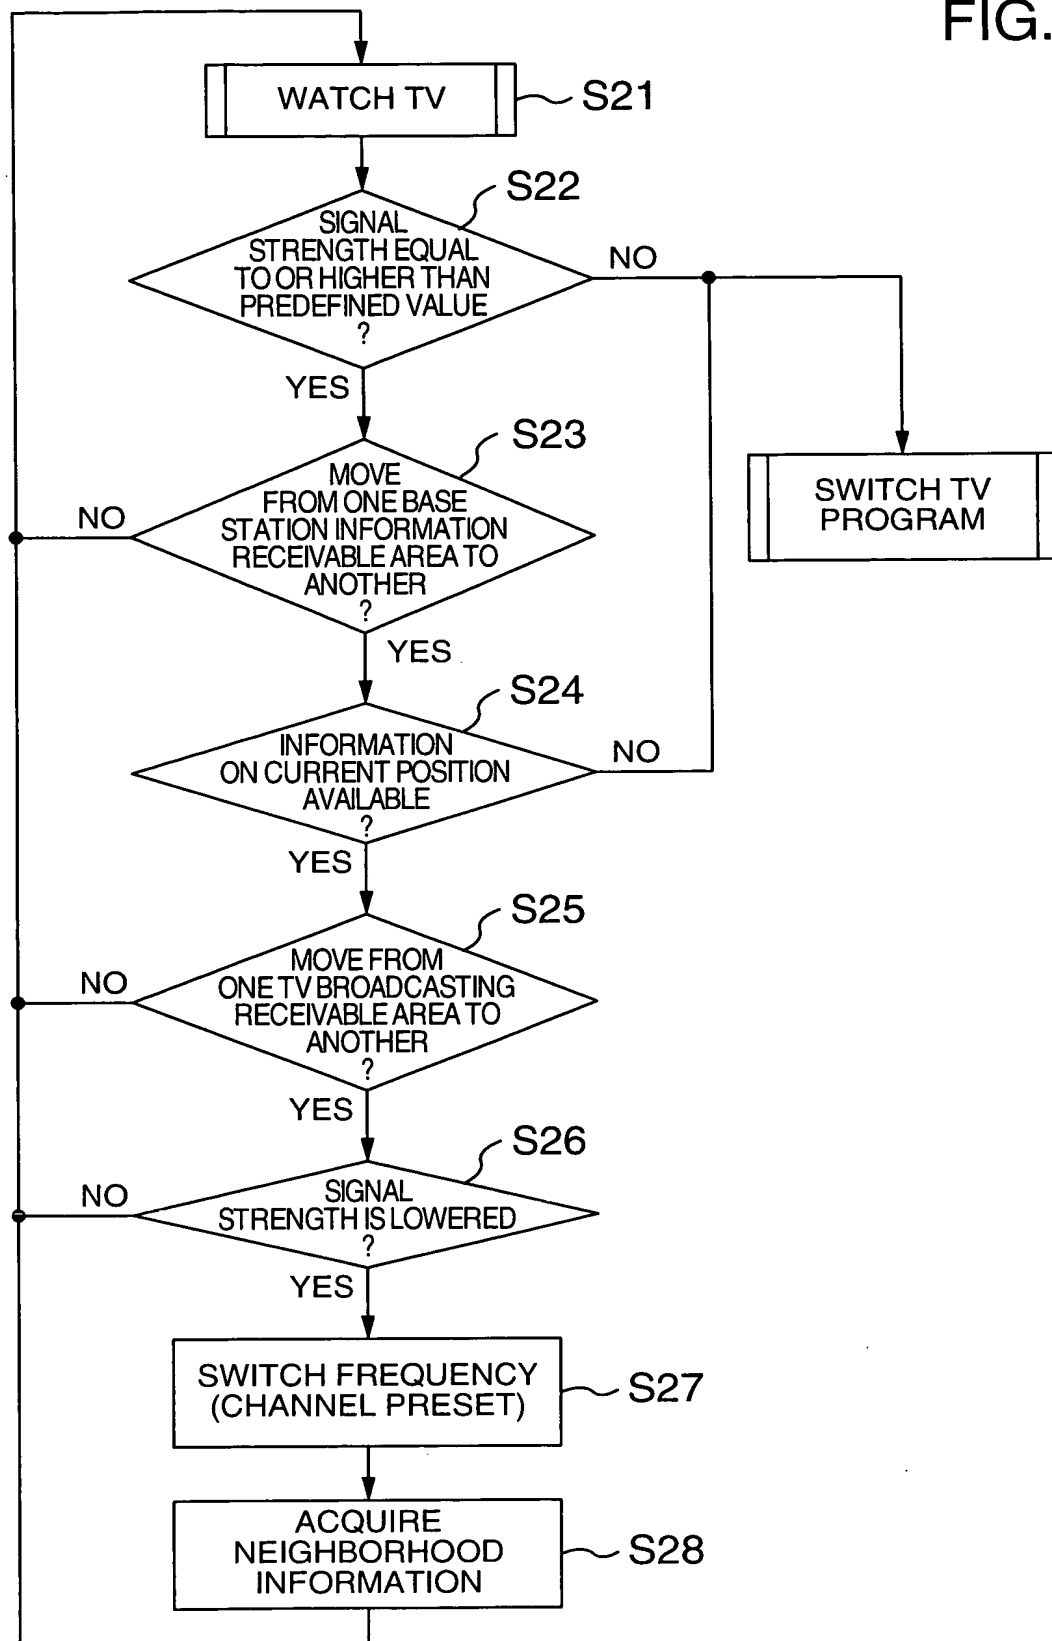 FIG.
WATCH TV
S21
S22
SIGNAL
STRENGTH EQUAL
TO OR HIGHER THAN
PREDEFINED VALUE
?
NO
YES
S23
MOVE
FROM ONE BASE
STATION INFORMATION
RECEIVABLE AREA TO
ANOTHER
?
NO
SWITCH TV
PROGRAM
YES
S24
INFORMATION
ON CURRENT POSITION
AVAILABLE
?
NO
YES
S25
MOVE FROM
ONE TV BROADCASTING
RECEIVABLE AREA TO
ANOTHER
?
NO
YES
S26
SIGNAL
STRENGTH IS LOWERED
?
NO
YES
SWITCH FREQUENCY
(CHANNEL PRESET)
S27
ACQUIRE
NEIGHBORHOOD
INFORMATION
S28